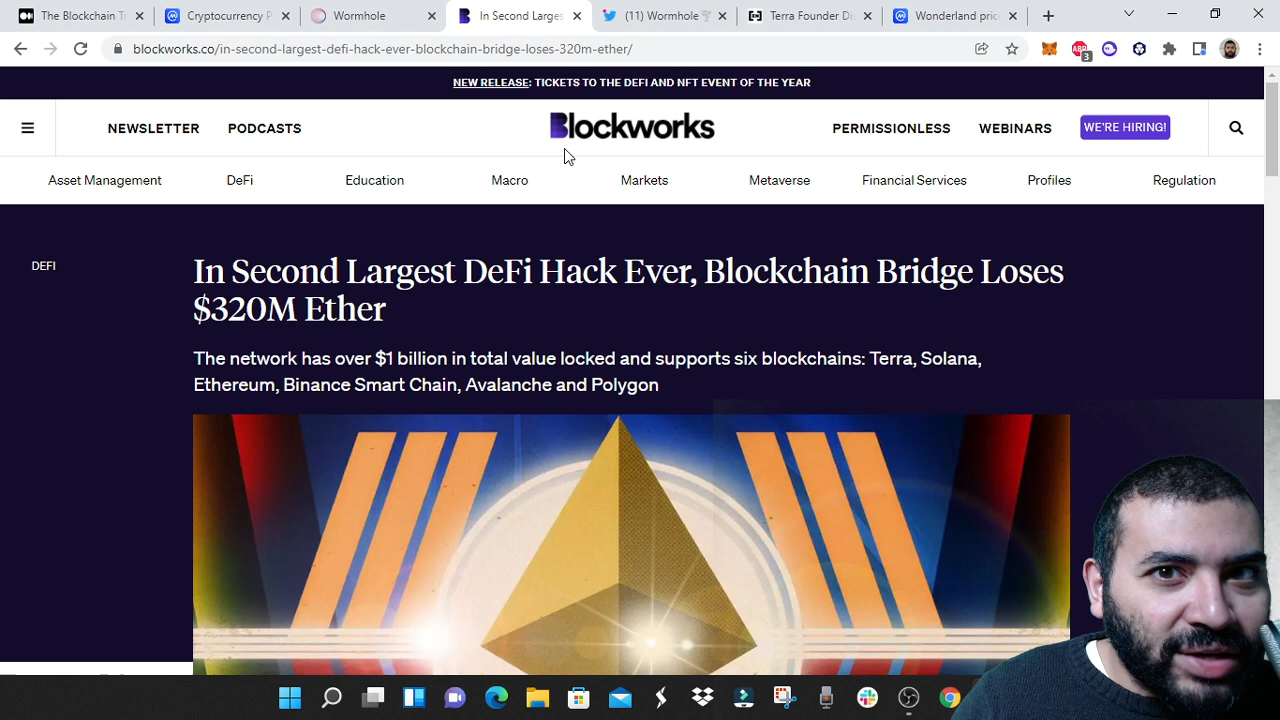 The Blockchain T
Cryptocurrency P
Wormhole
In Second Larges
(11) Wormhole
Terra Founder Di
Wonderland pric
blockworks.co/in-second-largest-defi-hack-ever-blockchain-bridge-loses-320m-ether/
3
NEW RELEASE: TICKETS TO THE DEFI AND NFT EVENT OF THE YEAR
NEWSLETTER PODCASTS Blockworks PERMISSIONLESS WEBINARS WE'RE HIRING!
Asset Management DeFi Education Macro Markets Metaverse Financial Services Profiles Regulation
DEFI
In Second Largest DeFi Hack Ever, Blockchain Bridge Loses
$320M Ether
The network has over $1 billion in total value locked and supports six blockchains: Terra, Solana,
Ethereum, Binance Smart Chain, Avalanche and Polygon